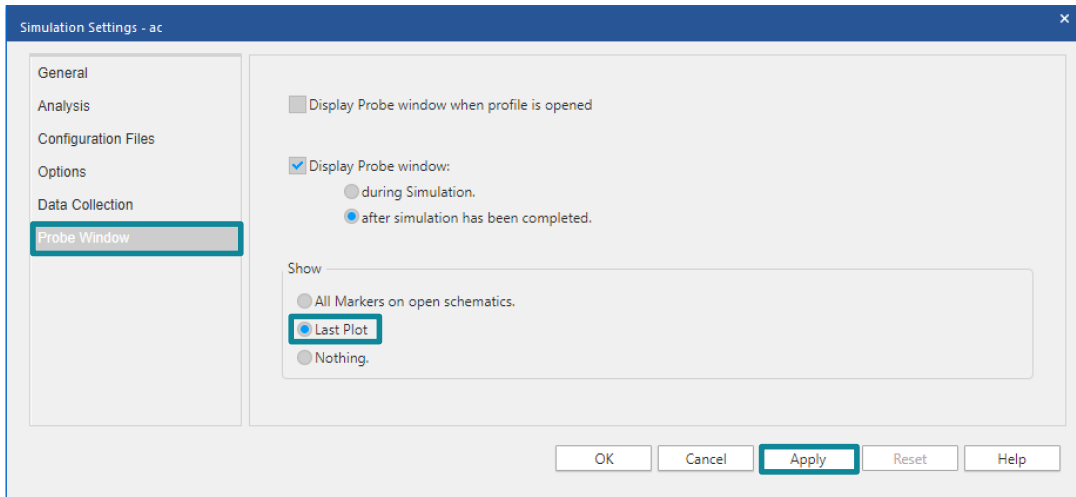 Simulation Settings - ac
General
Analysis
Configuration Files
Options
Data Collection
Probe Window
Display Probe window when profile is opened
Display Probe window:
during Simulation.
after simulation has been completed.
Show
All Markers on open schematics.
Last Plot
Nothing.
OK Cancel Apply Reset Help